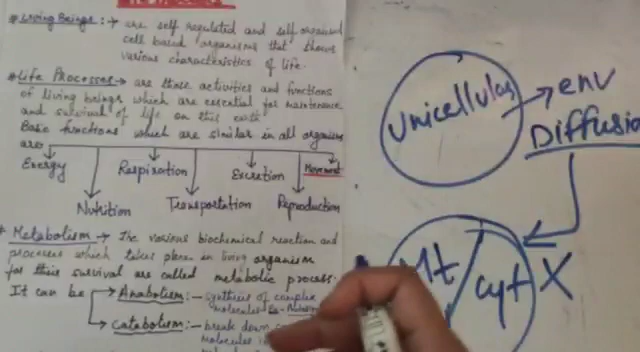 * Living Beings : → are self regulated and self organised
cell based organisms that shows
various characteristics of life.
* Life Processes → are those activities and functions
of living beings which are essential for maintenance
and survival of life on this earth
Basic functions which are similar in all organism
are
Energy Respiration Excretion Movement
Nutrition Transportation Reproduction
* Metabolism → The various biochemical reaction and
processes which takes place in living organism
for their survival are called metabolic process.
It can be → Anabolism :- synthesis of complex
molecules
→ Catabolism :- break down
molecules
Unicellular → env
Diffusio
Mt / cyt X